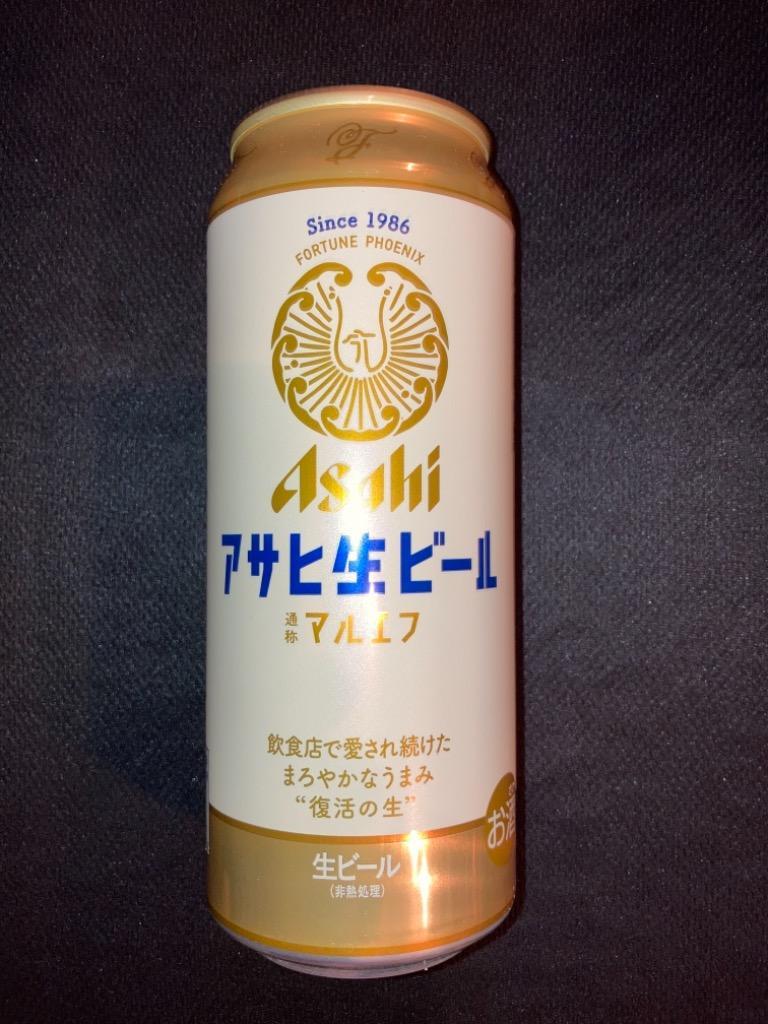 F
Since 1986
FORTUNE PHOENIX
Asahi
アサヒ生ビール
通称 マルエフ
飲食店で愛され続けた
まろやかなうまみ
“復活の生”
お酒
生ビール
(非熱処理)